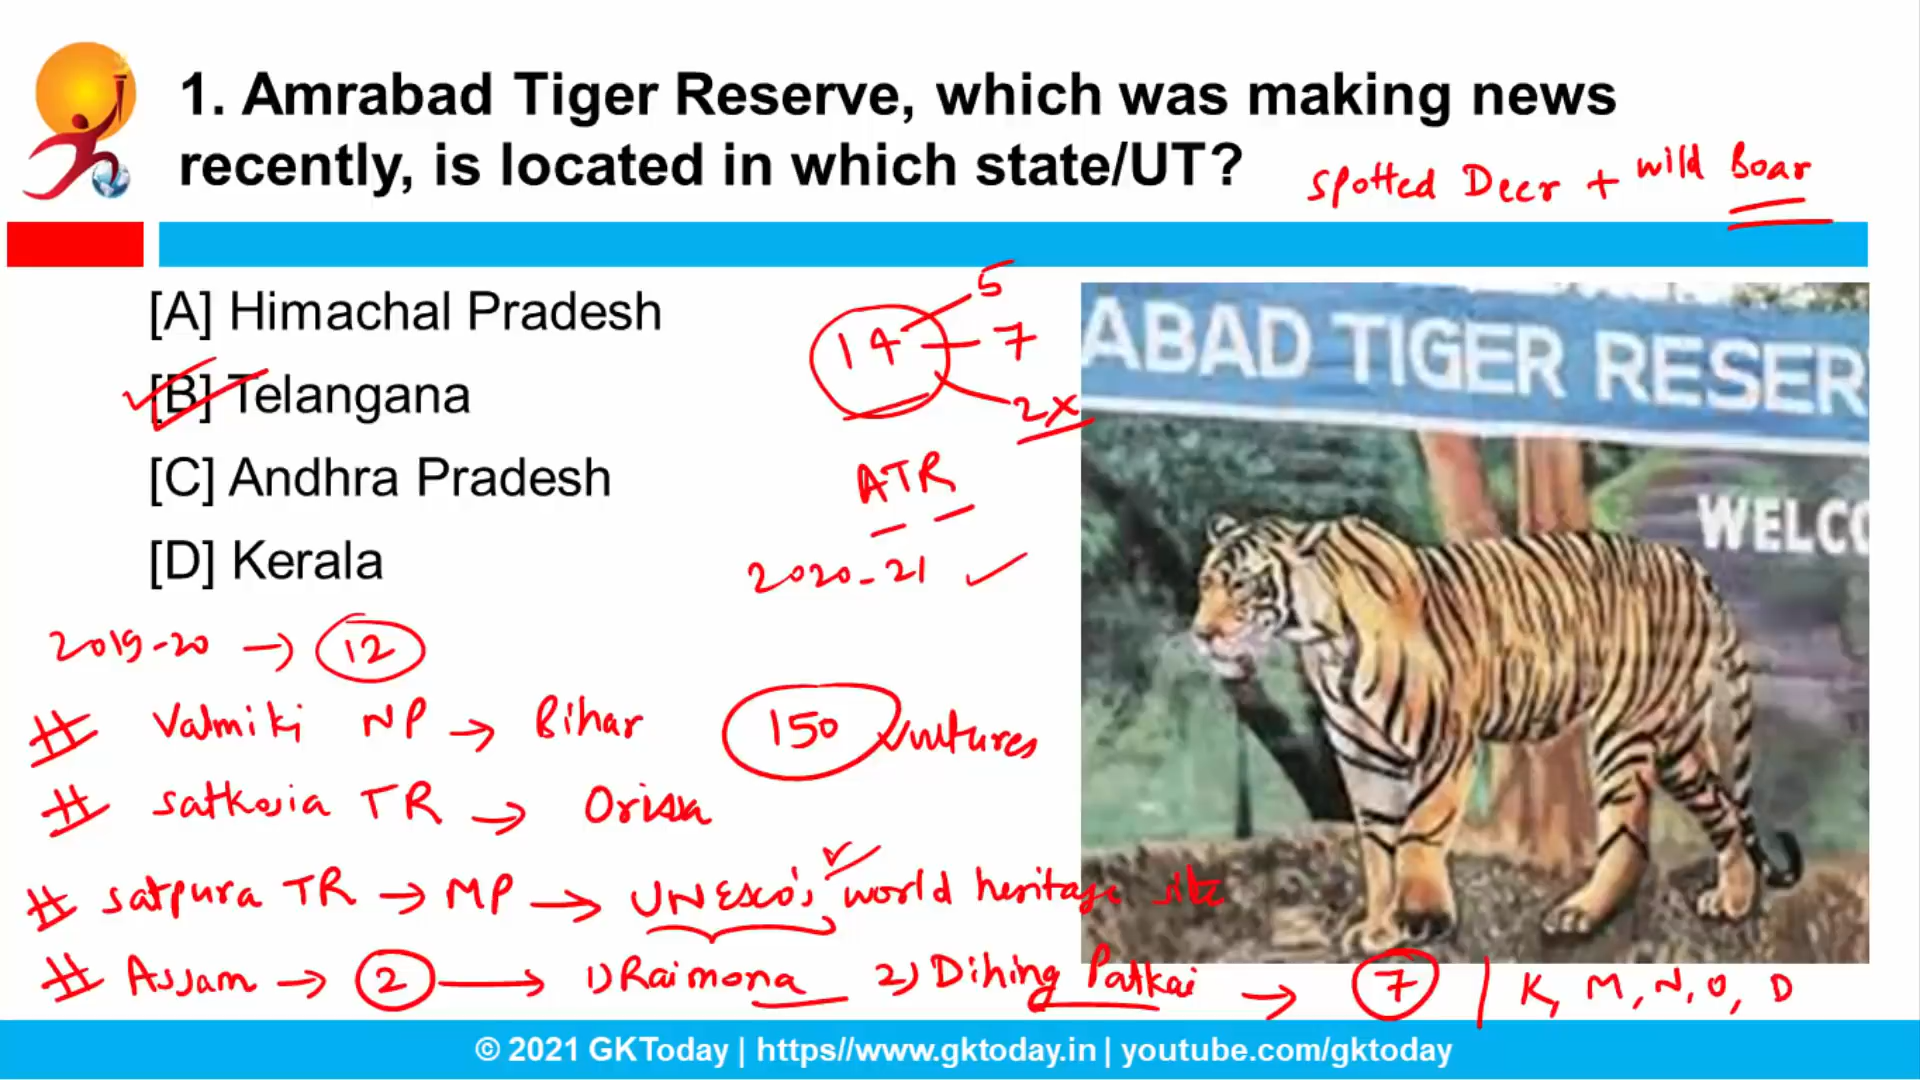 1. Amrabad Tiger Reserve, which was making news
recently, is located in which state/UT?
spotted Deer + wild Boar
[A] Himachal Pradesh
[B] Telangana
[C] Andhra Pradesh
[D] Kerala
5
14 7
2x
ATR
2020-21
ABAD TIGER RESER
WELCO
2019-20 → 12
# Valmiki NP → Bihar 150 vultures
# satkosia TR → Orissa
# satpura TR → MP → UNESCO's world heritage site
# Assam → 2 → 1) Raimona 2) Dihing Patkai → 7 | K, M, N, O, D
© 2021 GKToday | https//www.gktoday.in | youtube.com/gktoday